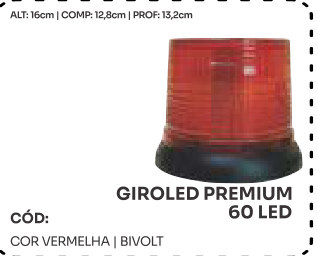 ALT: 16cm | COMP: 12,8cm | PROF: 13,2cm
GIROLED PREMIUM
60 LED
CÓD:
COR VERMELHA | BIVOLT